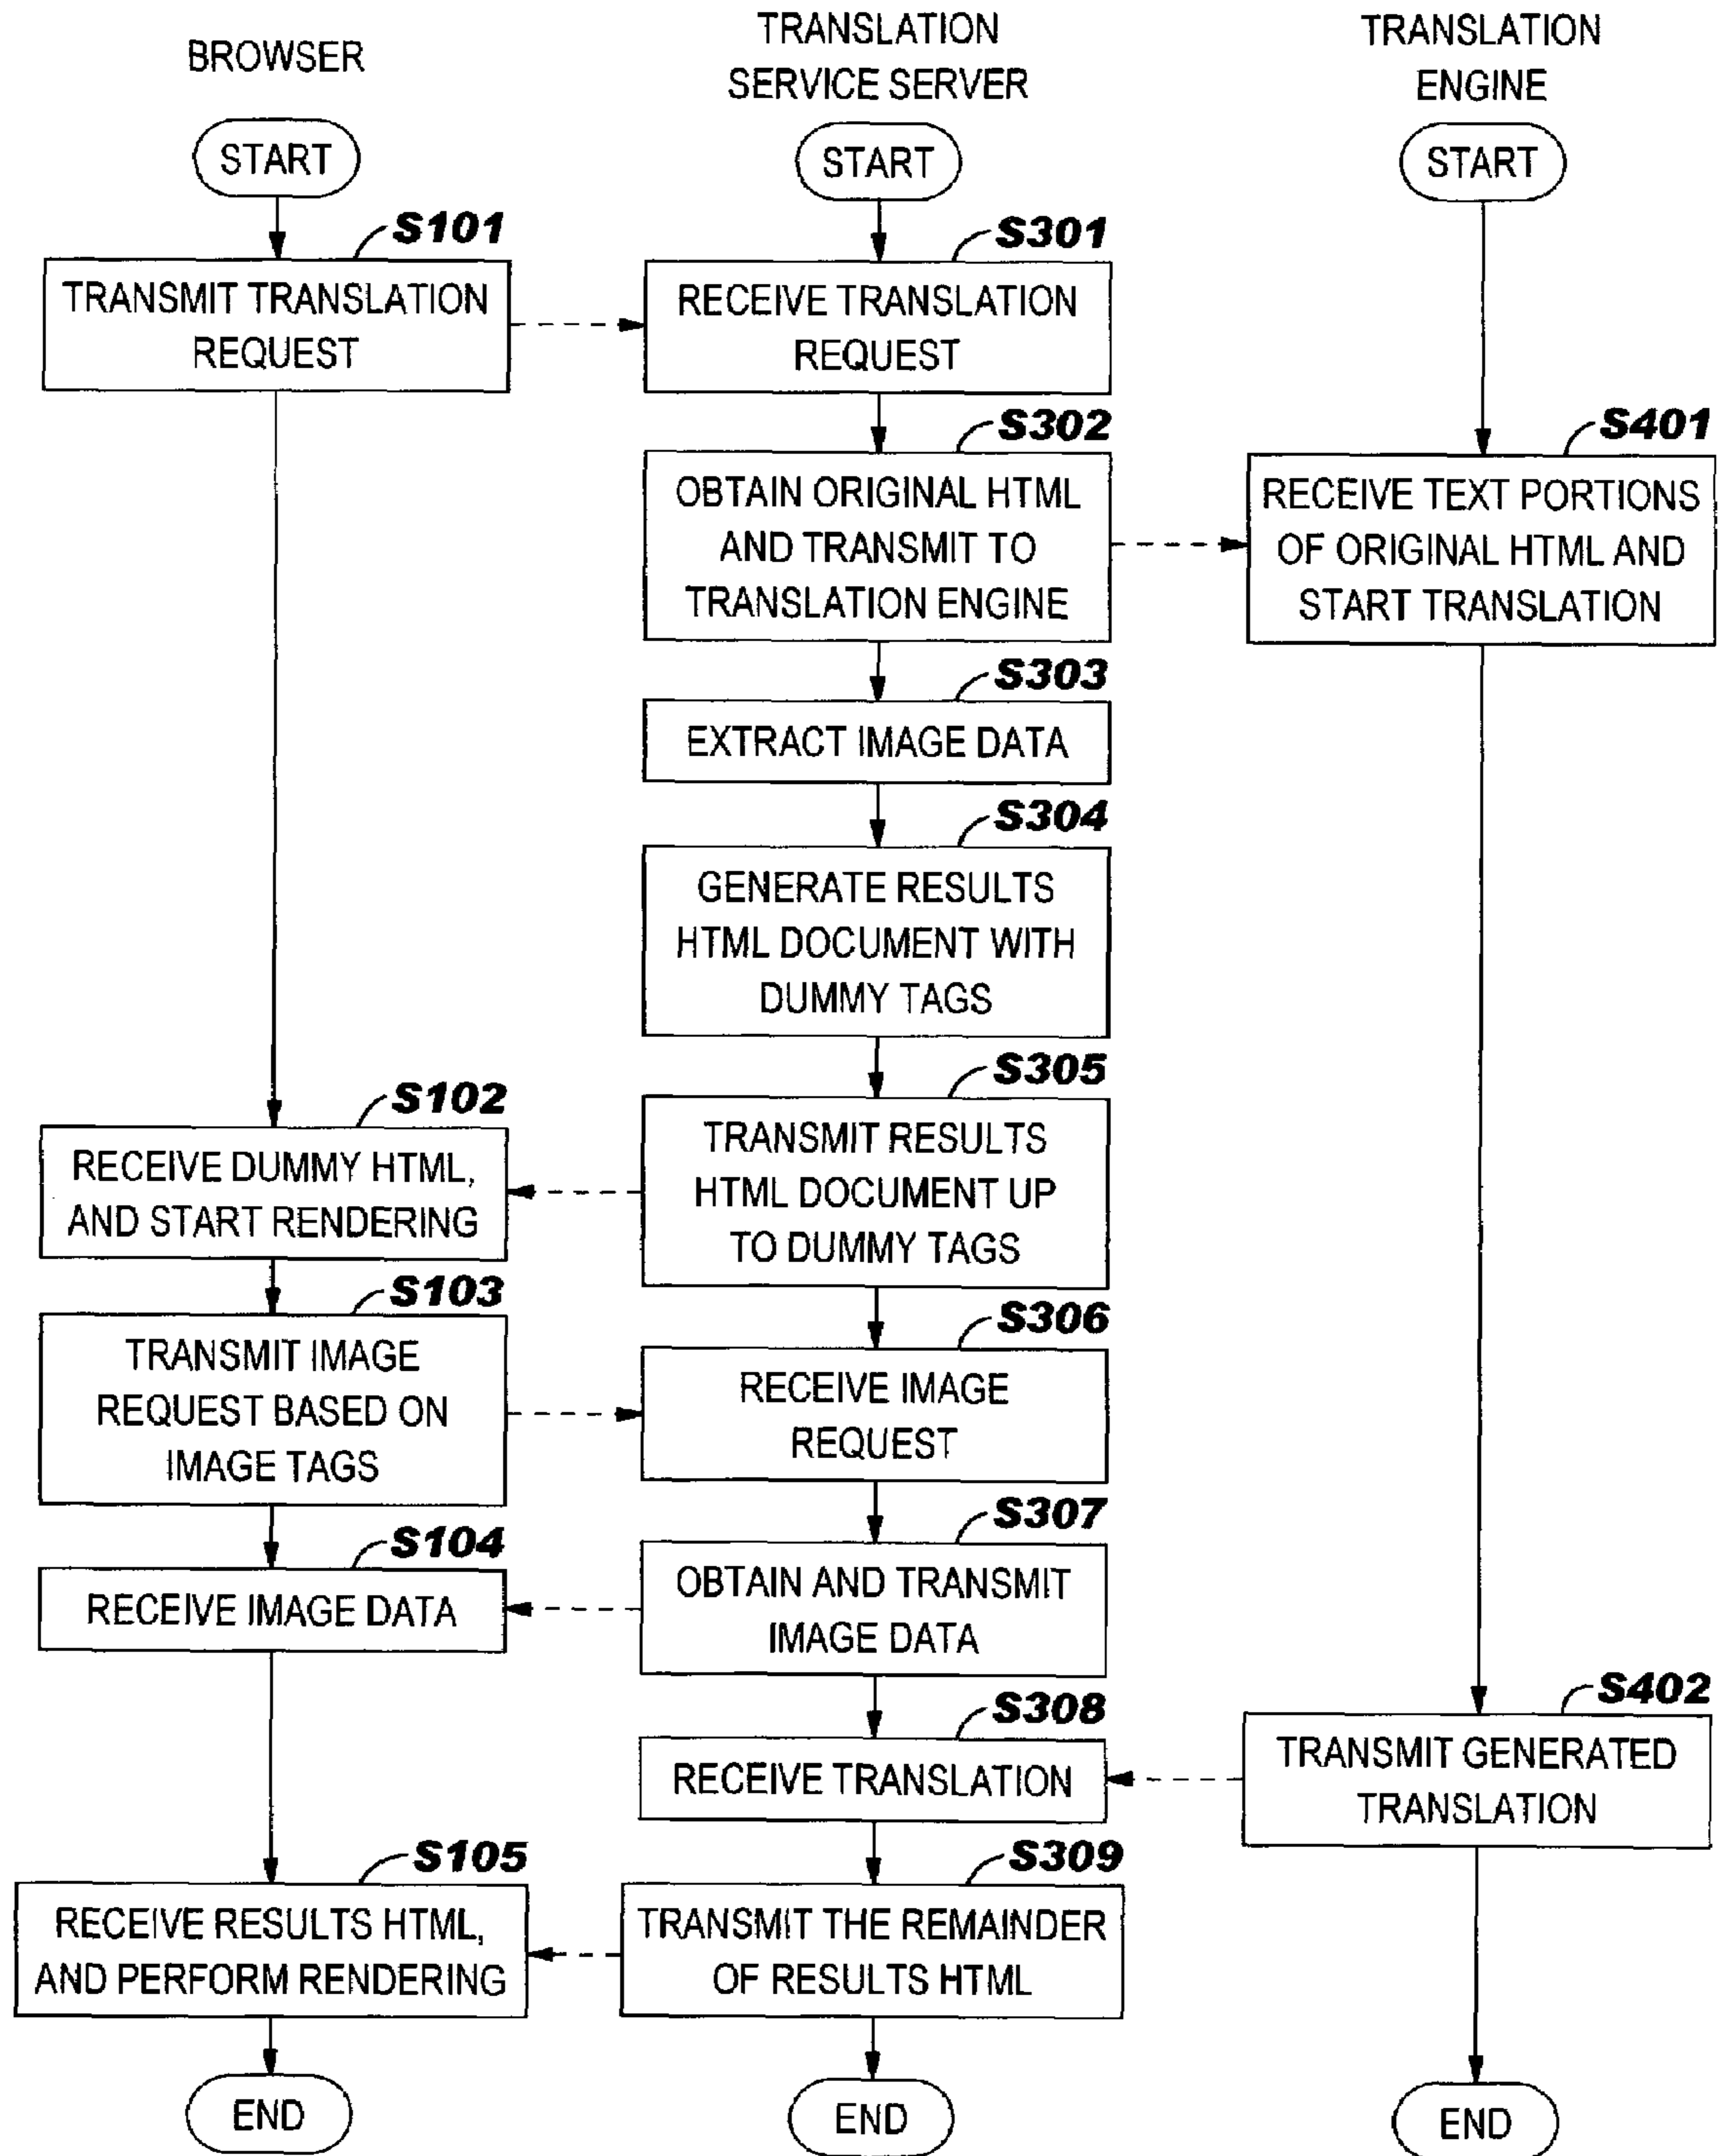 BROWSER
START
S101
TRANSMIT TRANSLATION
REQUEST
S102
RECEIVE DUMMY HTML,
AND START RENDERING
S103
TRANSMIT IMAGE
REQUEST BASED ON
IMAGE TAGS
S104
RECEIVE IMAGE DATA
S105
RECEIVE RESULTS HTML,
AND PERFORM RENDERING
END
TRANSLATION
SERVICE SERVER
START
S301
RECEIVE TRANSLATION
REQUEST
S302
OBTAIN ORIGINAL HTML
AND TRANSMIT TO
TRANSLATION ENGINE
S303
EXTRACT IMAGE DATA
S304
GENERATE RESULTS
HTML DOCUMENT WITH
DUMMY TAGS
S305
TRANSMIT RESULTS
HTML DOCUMENT UP
TO DUMMY TAGS
S306
RECEIVE IMAGE
REQUEST
S307
OBTAIN AND TRANSMIT
IMAGE DATA
S308
RECEIVE TRANSLATION
S309
TRANSMIT THE REMAINDER
OF RESULTS HTML
END
TRANSLATION
ENGINE
START
S401
RECEIVE TEXT PORTIONS
OF ORIGINAL HTML AND
START TRANSLATION
S402
TRANSMIT GENERATED
TRANSLATION
END